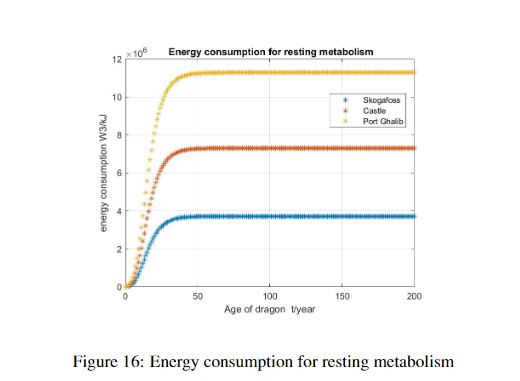 Energy consumption for resting metabolism
×10⁶
12
10
8
6
4
2
0
energy consumption W3/kJ
Skogafoss
Castle
Port Ghalib
0 50 100 150 200
Age of dragon t/year
Figure 16: Energy consumption for resting metabolism